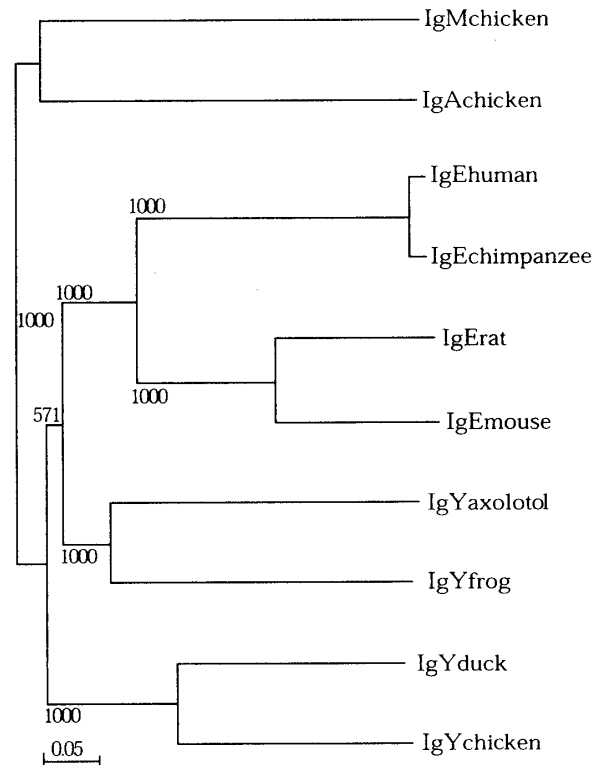 IgMchicken
IgAchicken
IgEhuman
1000
IgEchimpanzee
1000
1000
IgErat
1000
571
IgEmouse
IgYaxolotol
1000
IgYfrog
IgYduck
1000
IgYchicken
0.05